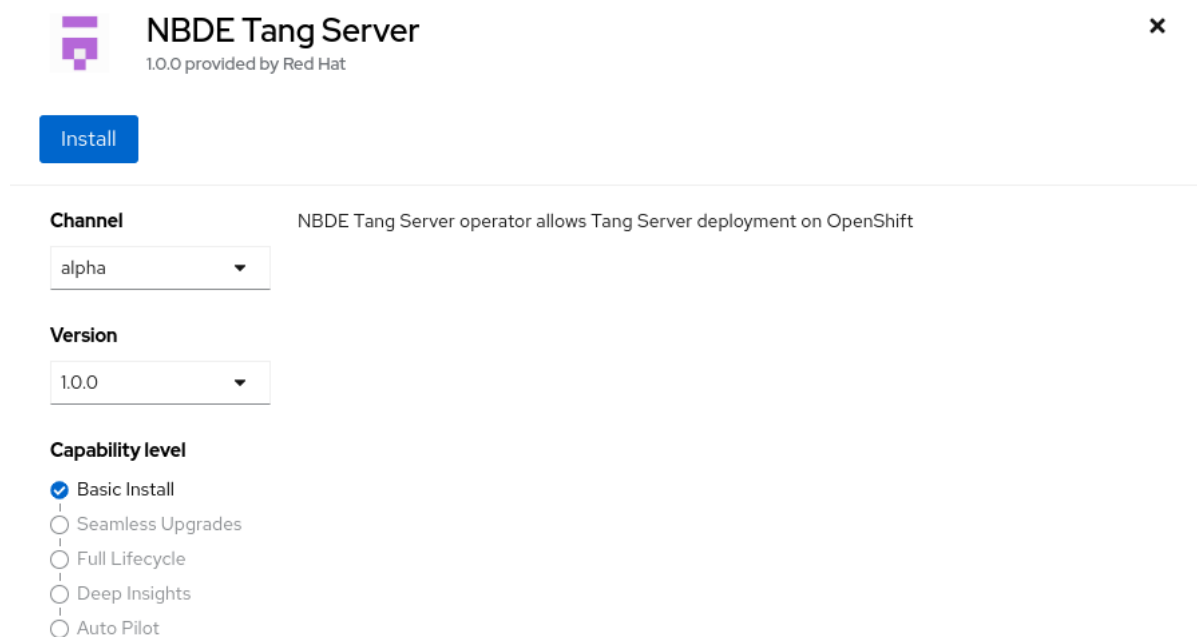 NBDE Tang Server
1.0.0 provided by Red Hat
Install
Channel
alpha
NBDE Tang Server operator allows Tang Server deployment on OpenShift
Version
1.0.0
Capability level
Basic Install
Seamless Upgrades
Full Lifecycle
Deep Insights
Auto Pilot